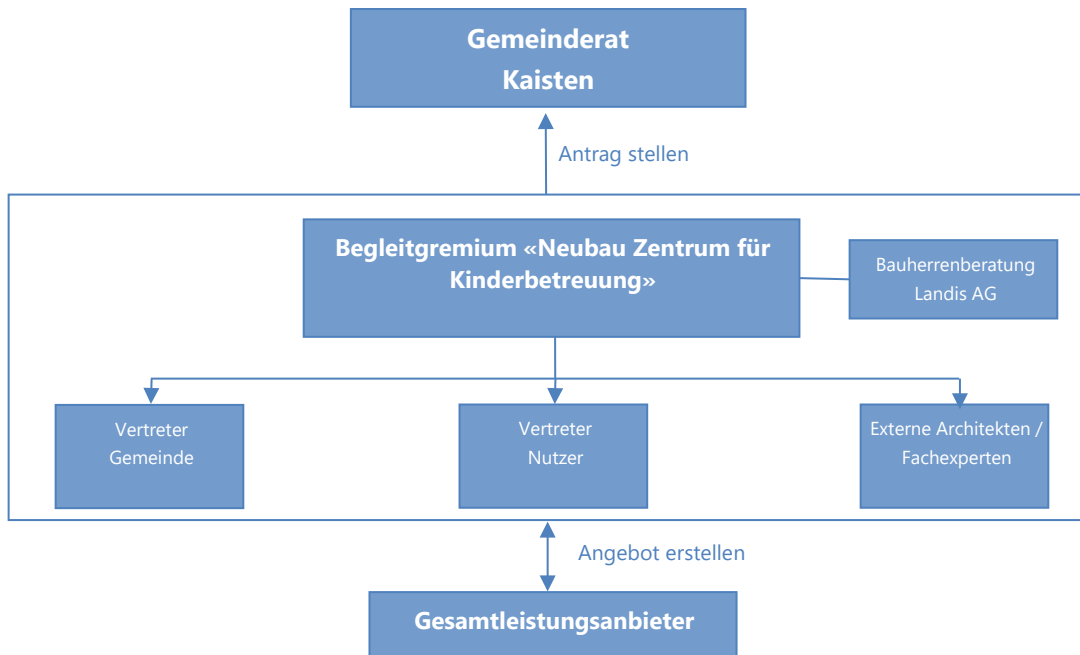 Gemeinderat
Kaisten
Antrag stellen
Begleitgremium «Neubau Zentrum für
Kinderbetreuung»
Bauherrenberatung
Landis AG
Vertreter
Gemeinde
Vertreter
Nutzer
Externe Architekten /
Fachexperten
Angebot erstellen
Gesamtleistungsanbieter